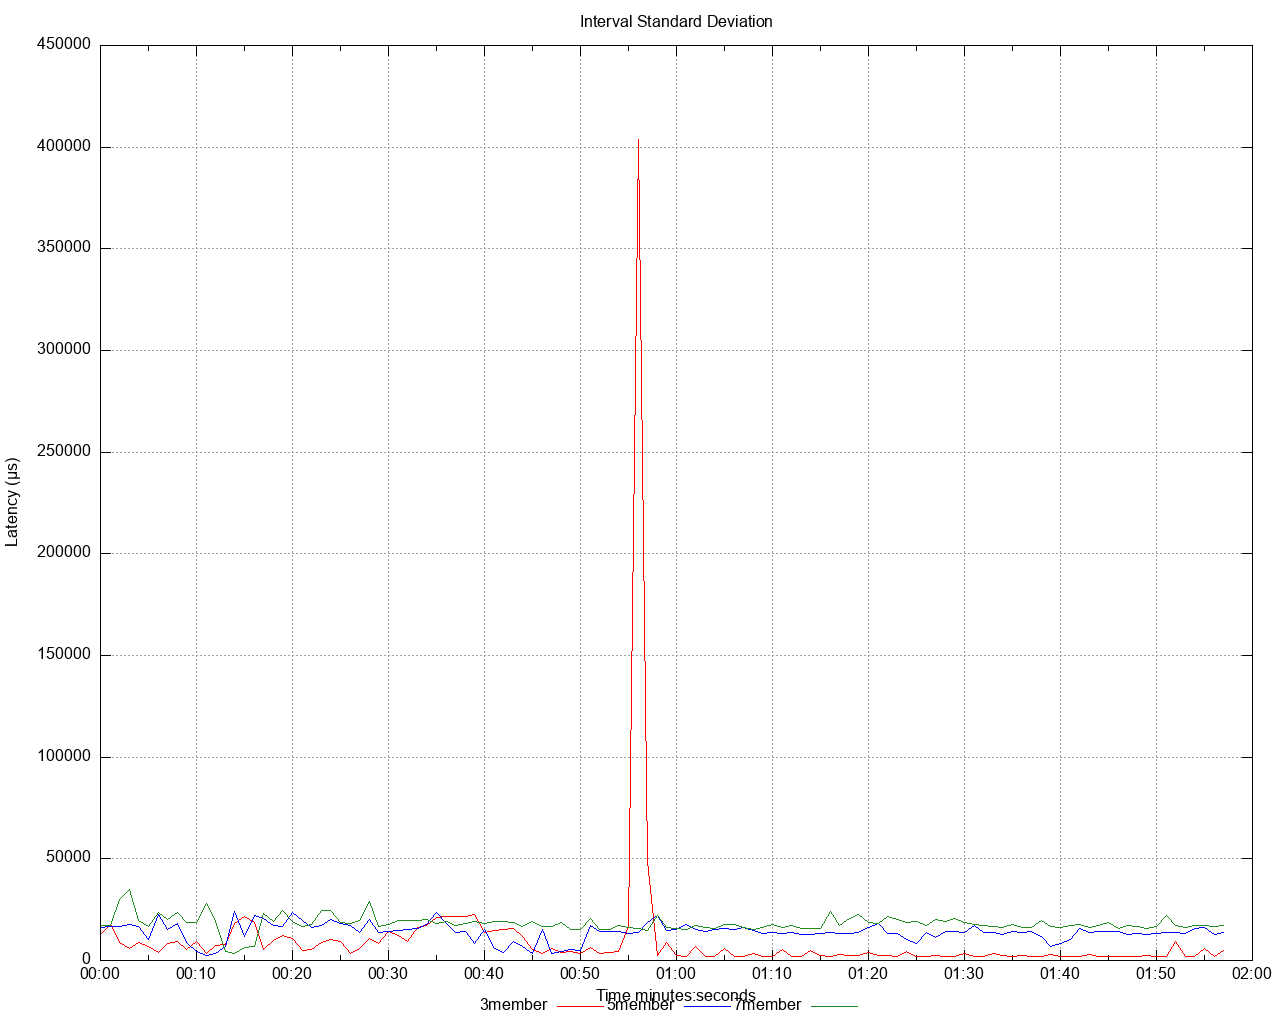 Interval Standard Deviation
450000
400000
350000
300000
250000
200000
150000
100000
50000
0
Latency (µs)
00:00 00:10 00:20 00:30 00:40 00:50 01:00 01:10 01:20 01:30 01:40 01:50 02:00
Time minutes:seconds
3member 5member 7member